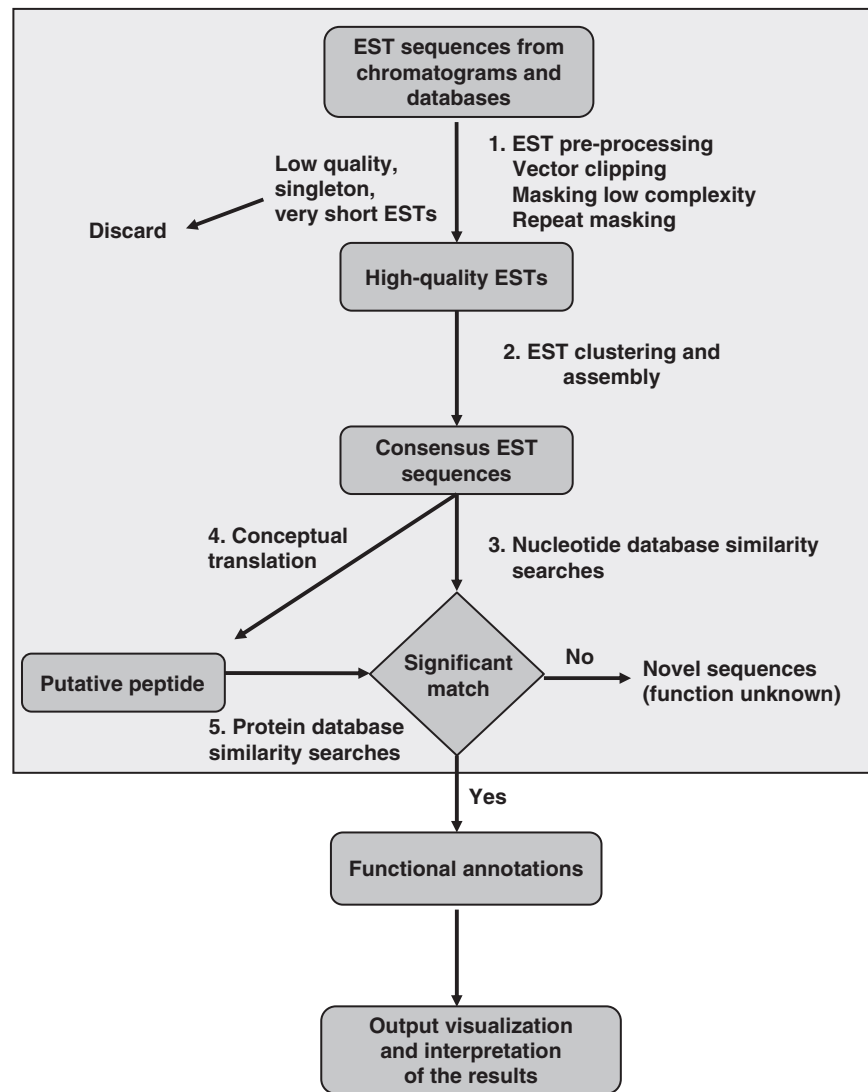 EST sequences from
chromatograms and
databases
1. EST pre-processing
Vector clipping
Masking low complexity
Repeat masking
Low quality,
singleton,
very short ESTs
Discard
High-quality ESTs
2. EST clustering and
assembly
Consensus EST
sequences
4. Conceptual
translation
3. Nucleotide database similarity
searches
Putative peptide
5. Protein database
similarity searches
Significant
match
No
Novel sequences
(function unknown)
Yes
Functional annotations
Output visualization
and interpretation
of the results